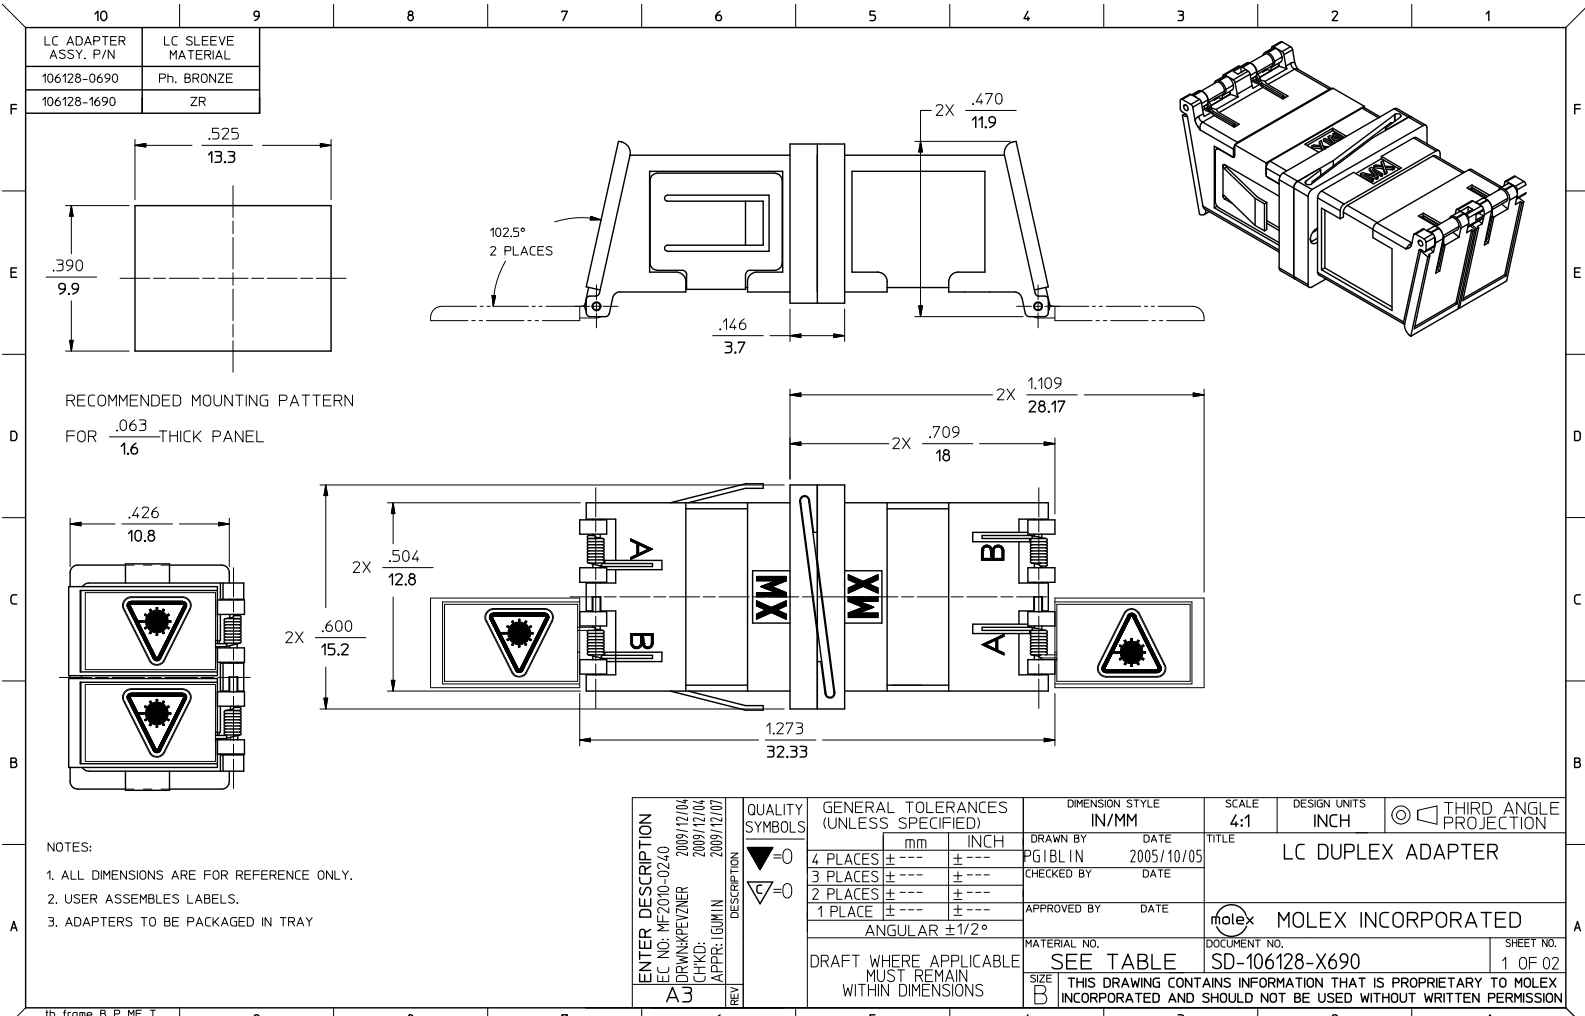 10 9 8 7 6 5 4 3 2 1
LC ADAPTER ASSY. P/N LC SLEEVE MATERIAL
106128-0690 Ph. BRONZE
106128-1690 ZR
F F
.525
13.3
.390
9.9
E E
2X .470
11.9
102.5°
2 PLACES
.146
3.7
MX
MX
RECOMMENDED MOUNTING PATTERN
FOR .063 THICK PANEL
1.6
D D
2X 1.109
28.17
2X .709
18
.426
10.8
2X .504
12.8
2X .600
15.2
C C
A
B
MX
MX
B
A
1.273
32.33
B B
NOTES:
1. ALL DIMENSIONS ARE FOR REFERENCE ONLY.
2. USER ASSEMBLES LABELS.
3. ADAPTERS TO BE PACKAGED IN TRAY
A A
ENTER DESCRIPTION
EC NO: MF2010-0240
DRWN:KPEVZNER 2009/12/04
CH'KD: 2009/12/04
APPR: IGUMIN 2009/12/07
A3
DESCRIPTION
REV
QUALITY SYMBOLS
=0
C =0
GENERAL TOLERANCES
(UNLESS SPECIFIED)
mm INCH
4 PLACES ± --- ± ---
3 PLACES ± --- ± ---
2 PLACES ± --- ± ---
1 PLACE ± --- ± ---
ANGULAR ±1/2°
DRAFT WHERE APPLICABLE
MUST REMAIN
WITHIN DIMENSIONS
DIMENSION STYLE
IN/MM
SCALE
4:1
DESIGN UNITS
INCH
THIRD ANGLE PROJECTION
DRAWN BY DATE
PGIBLIN 2005/10/05
CHECKED BY DATE
APPROVED BY DATE
TITLE
LC DUPLEX ADAPTER
molex MOLEX INCORPORATED
MATERIAL NO.
SEE TABLE
DOCUMENT NO.
SD-106128-X690
SHEET NO.
1 OF 02
SIZE
B
THIS DRAWING CONTAINS INFORMATION THAT IS PROPRIETARY TO MOLEX
INCORPORATED AND SHOULD NOT BE USED WITHOUT WRITTEN PERMISSION